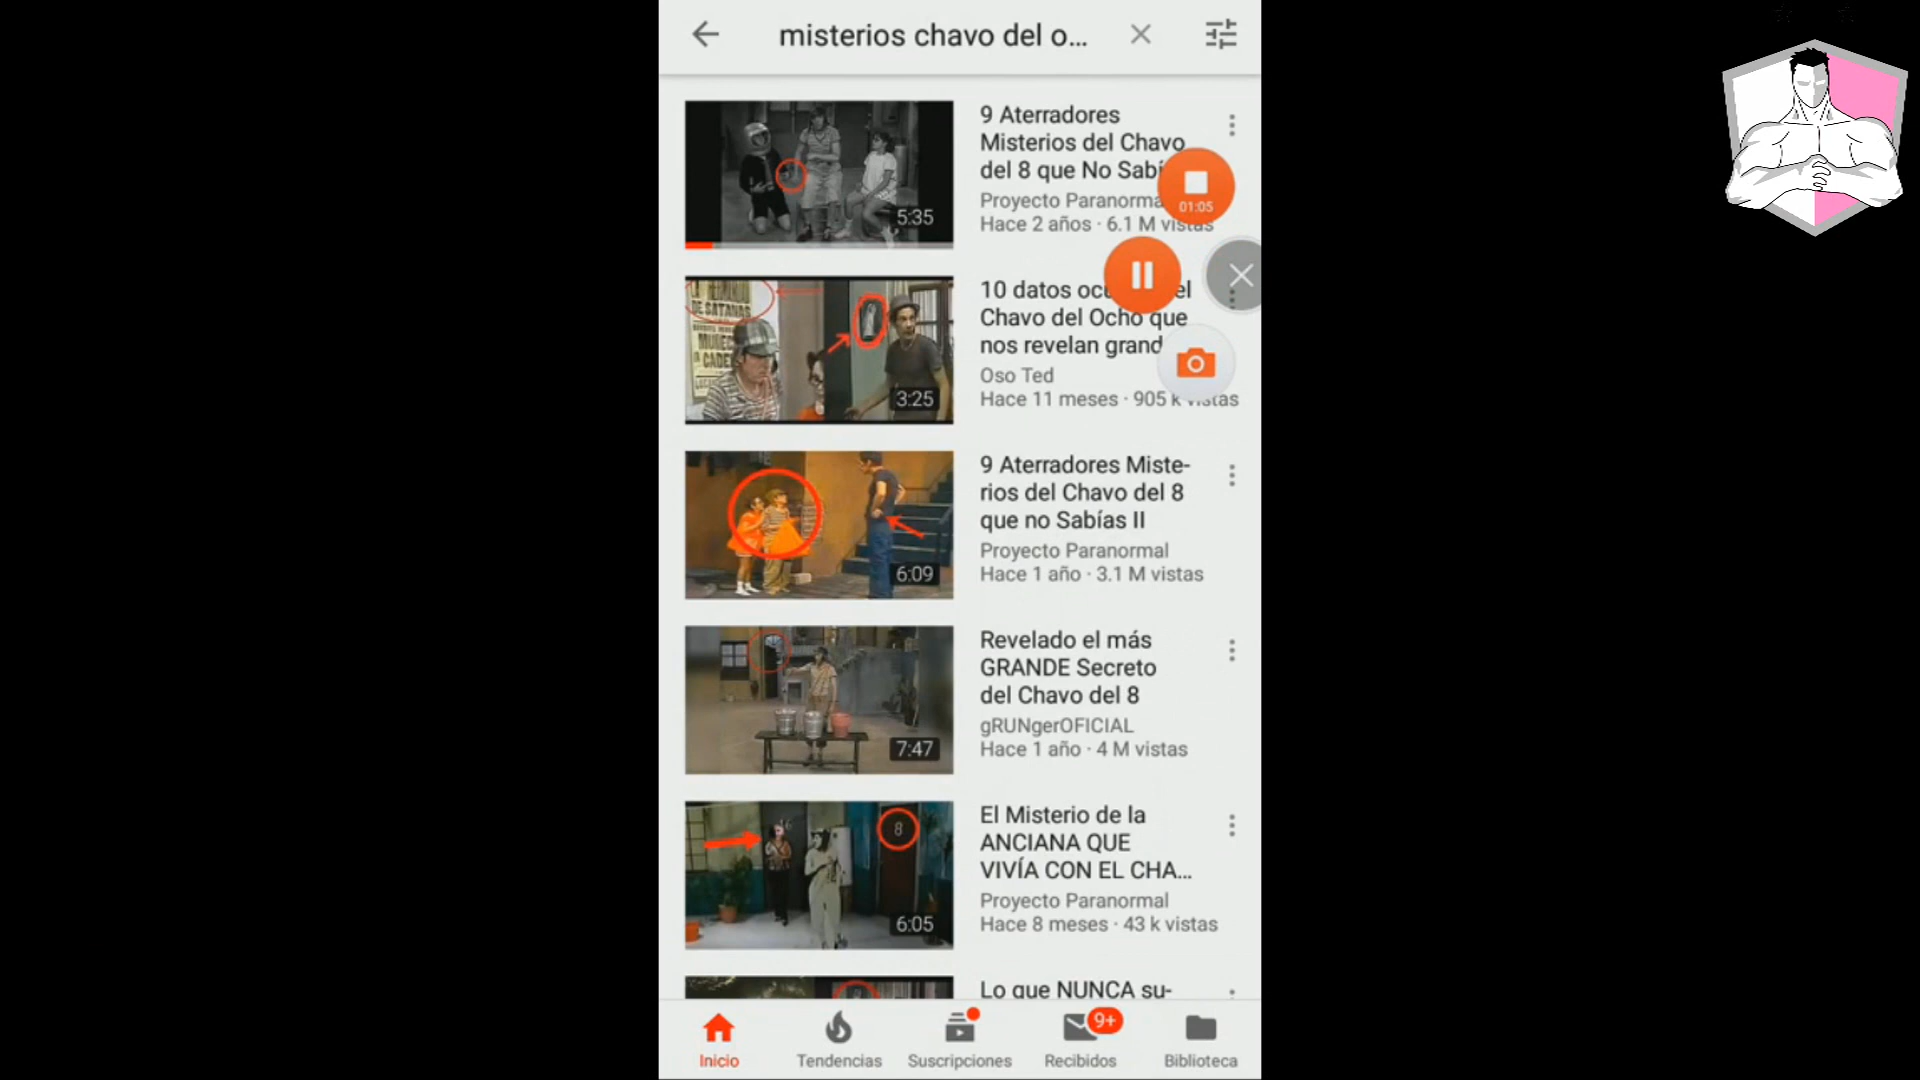 misterios chavo del o...
9 Aterradores
Misterios del Chavo
del 8 que No Sabí
Proyecto Paranorma
Hace 2 años · 6.1 M vistas
5:35
01:05
10 datos ocu el
Chavo del Ocho que
nos revelan grand
Oso Ted
Hace 11 meses · 905 k vistas
DE SATANAS
3:25
9 Aterradores Miste-
rios del Chavo del 8
que no Sabías II
Proyecto Paranormal
Hace 1 año · 3.1 M vistas
6:09
Revelado el más
GRANDE Secreto
del Chavo del 8
gRUNgerOFICIAL
Hace 1 año · 4 M vistas
7:47
El Misterio de la
ANCIANA QUE
VIVÍA CON EL CHA...
Proyecto Paranormal
Hace 8 meses · 43 k vistas
8
6:05
Lo que NUNCA su-
9+
Inicio
Tendencias
Suscripciones
Recibidos
Biblioteca